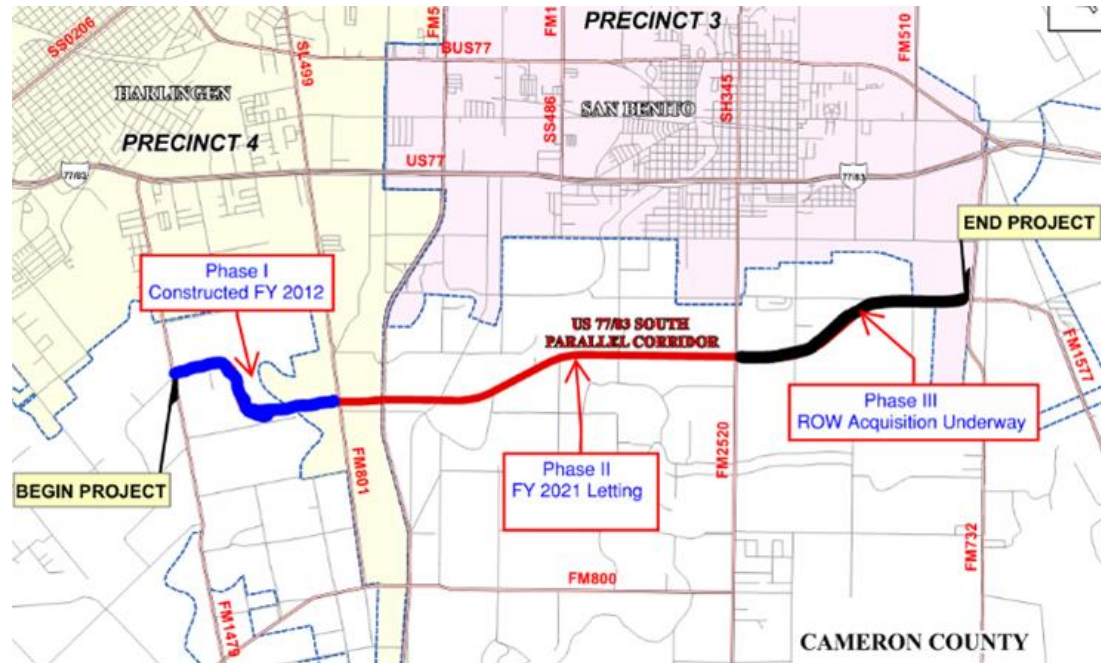 PRECINCT 3
SS0206
SL499
FM5
BUS77
FM1
FM510
HARLINGEN
SS486
SAN BENITO
SH345
PRECINCT 4
US77
77/83
77/83
END PROJECT
Phase I
Constructed FY 2012
US 77/83 SOUTH
PARALLEL CORRIDOR
FM1577
Phase III
ROW Acquisition Underway
Phase II
FY 2021 Letting
BEGIN PROJECT
FM801
FM2520
FM732
FM800
FM1479
CAMERON COUNTY